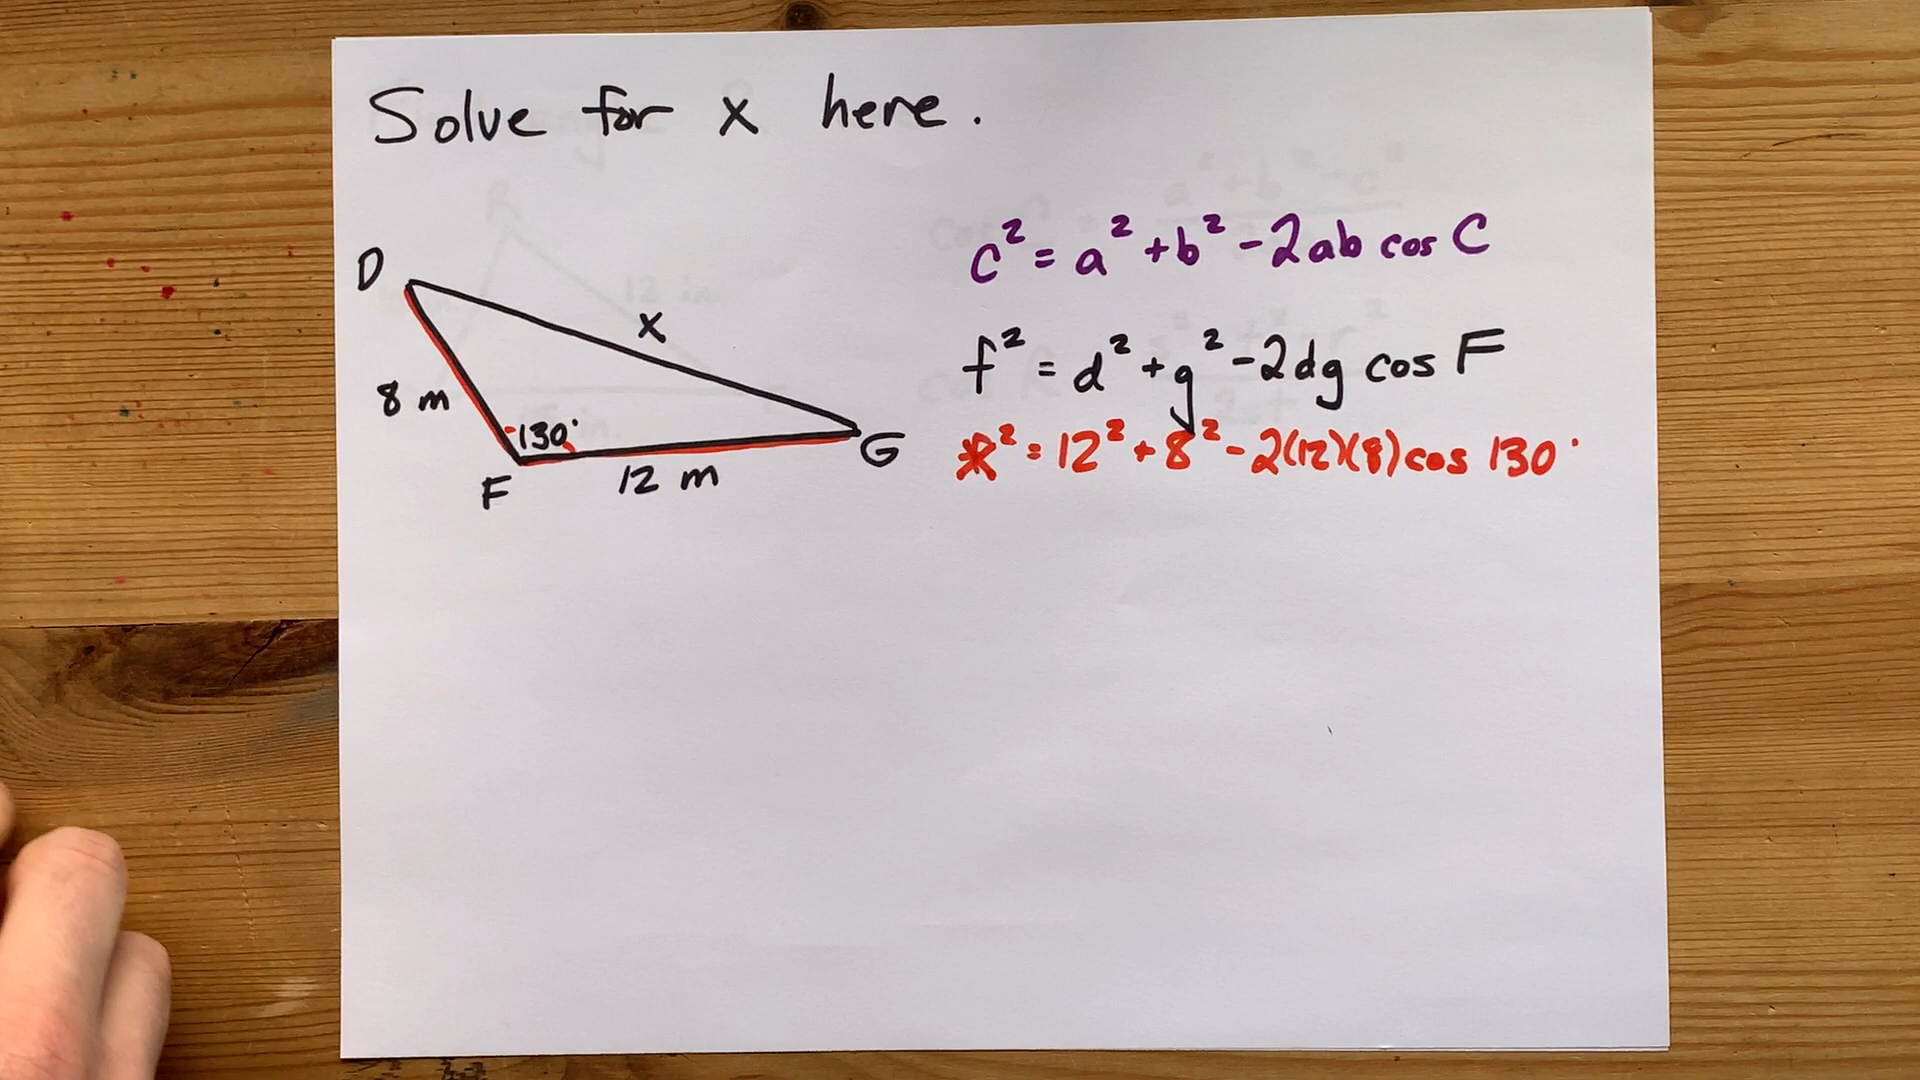 Solve for x here.
c² = a² + b² - 2ab cos C
D
x
f² = d² + g² - 2dg cos F
8 m
130°
G
x² = 12² + 8² - 2(12)(8) cos 130°
F
12 m